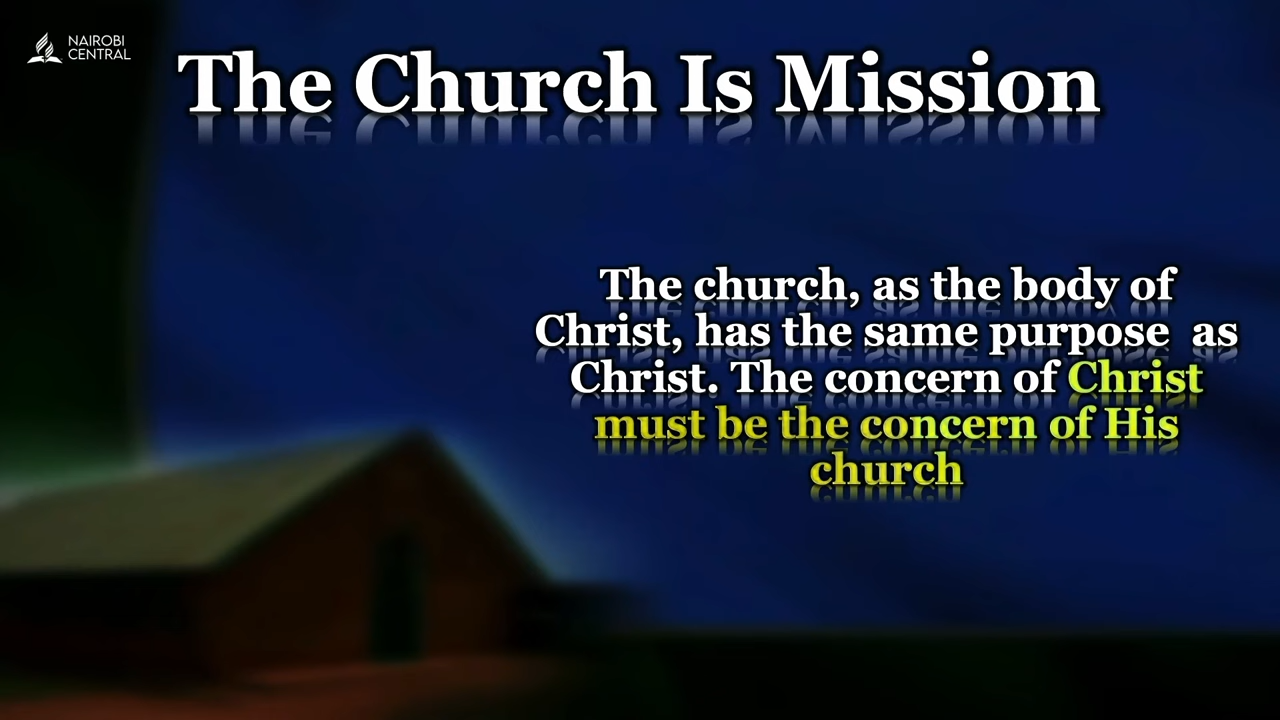 NAIROBI
CENTRAL
The Church Is Mission
The church, as the body of
Christ, has the same purpose  as
Christ. The concern of Christ
must be the concern of His
church